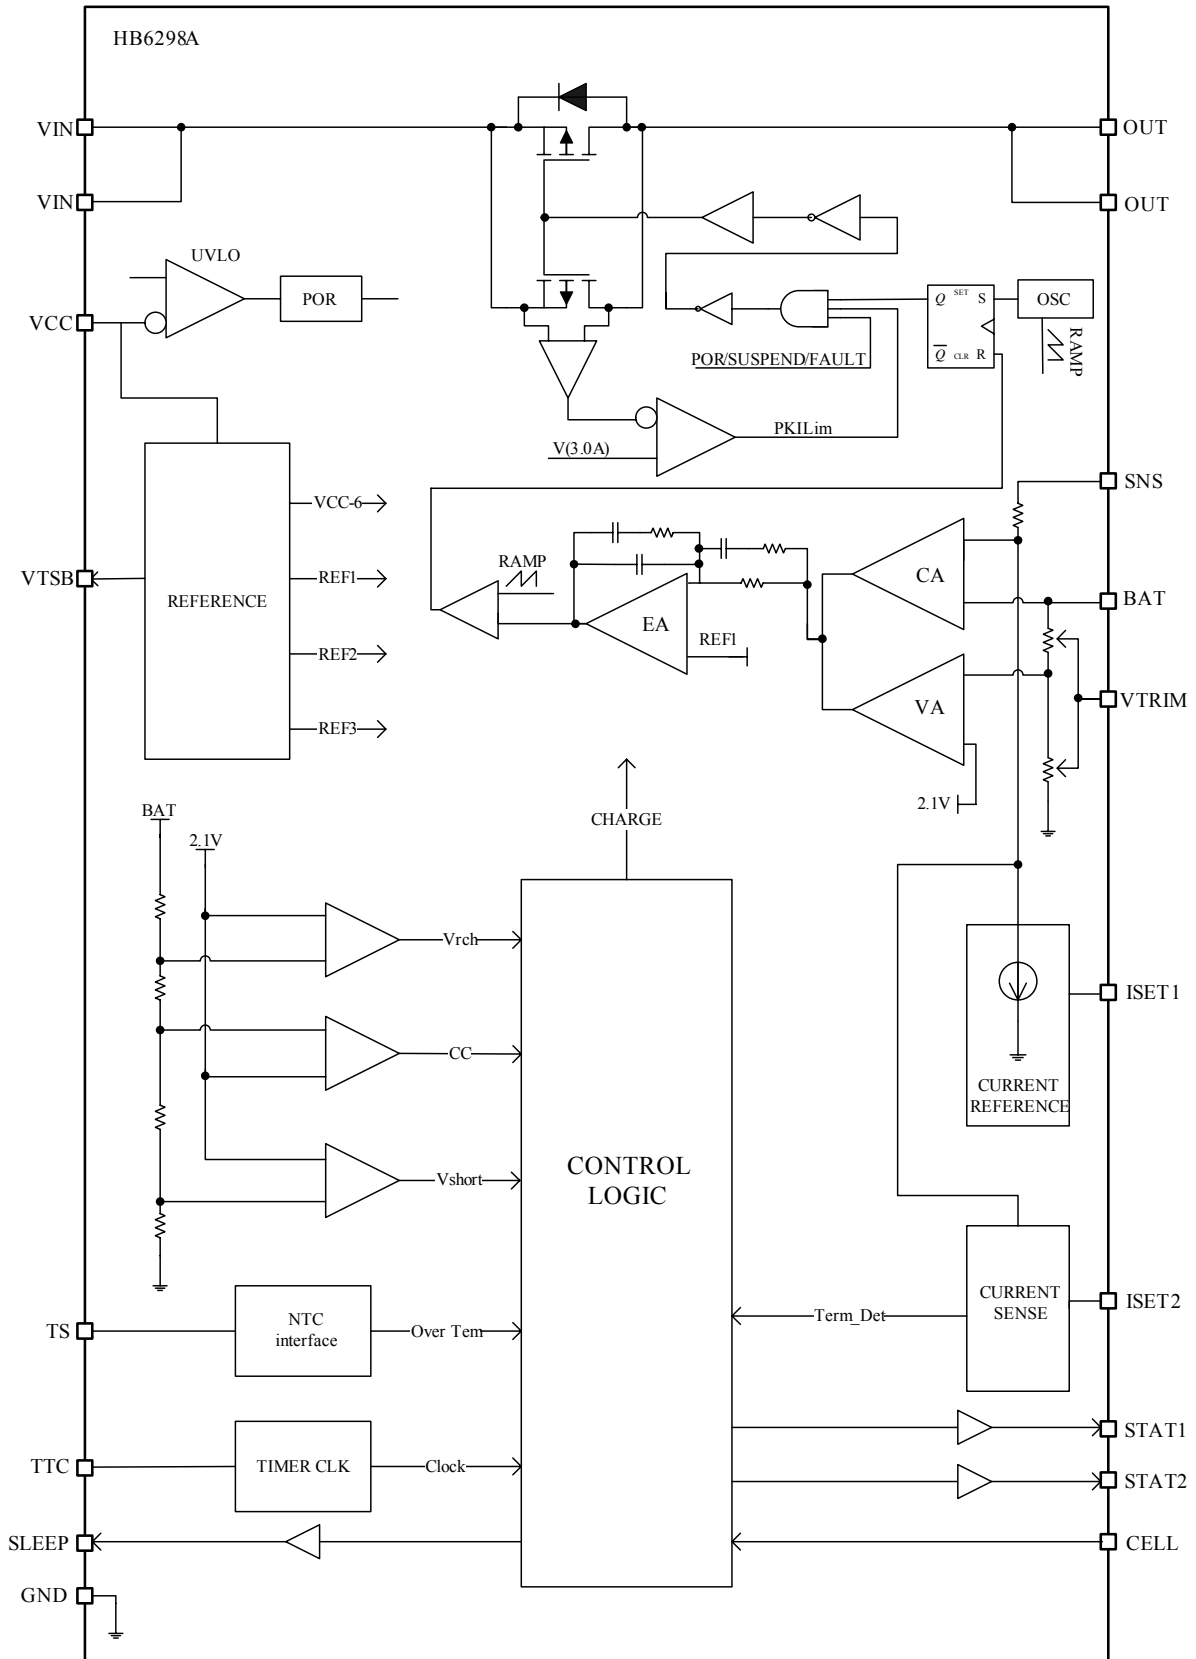 HB6298A
VIN
OUT
VIN
OUT
UVLO
POR
VCC
Q
SET
S
OSC
Q
CLR
R
RAMP
POR/SUSPEND/FAULT
PKILim
V(3.0A)
SNS
VCC-6
RAMP
CA
VTSB
REF1
REFERENCE
BAT
EA
REF1
REF2
VA
VTRIM
REF3
2.1V
BAT
CHARGE
2.1V
Vrch
ISET1
CC
CURRENT
REFERENCE
CONTROL
LOGIC
Vshort
CURRENT
SENSE
ISET2
Term_Det
TS
NTC
interface
Over Tem
STAT1
TTC
TIMER CLK
Clock
STAT2
SLEEP
CELL
GND